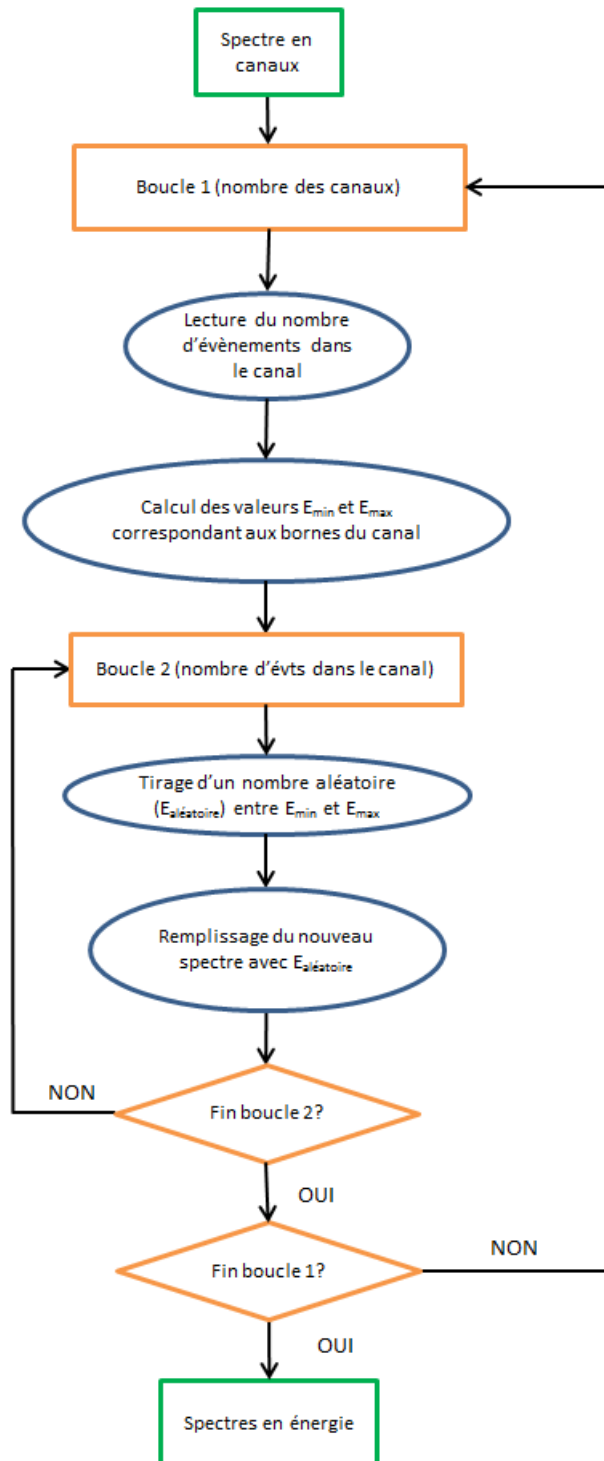 Spectre en
canaux
Boucle 1 (nombre des canaux)
Lecture du nombre
d'évènements dans
le canal
Calcul des valeurs Emin et Emax
correspondant aux bornes du canal
Boucle 2 (nombre d'évts dans le canal)
Tirage d'un nombre aléatoire
(Ealéatoire) entre Emin et Emax
Remplissage du nouveau
spectre avec Ealéatoire
NON
Fin boucle 2?
OUI
Fin boucle 1?
NON
OUI
Spectres en énergie